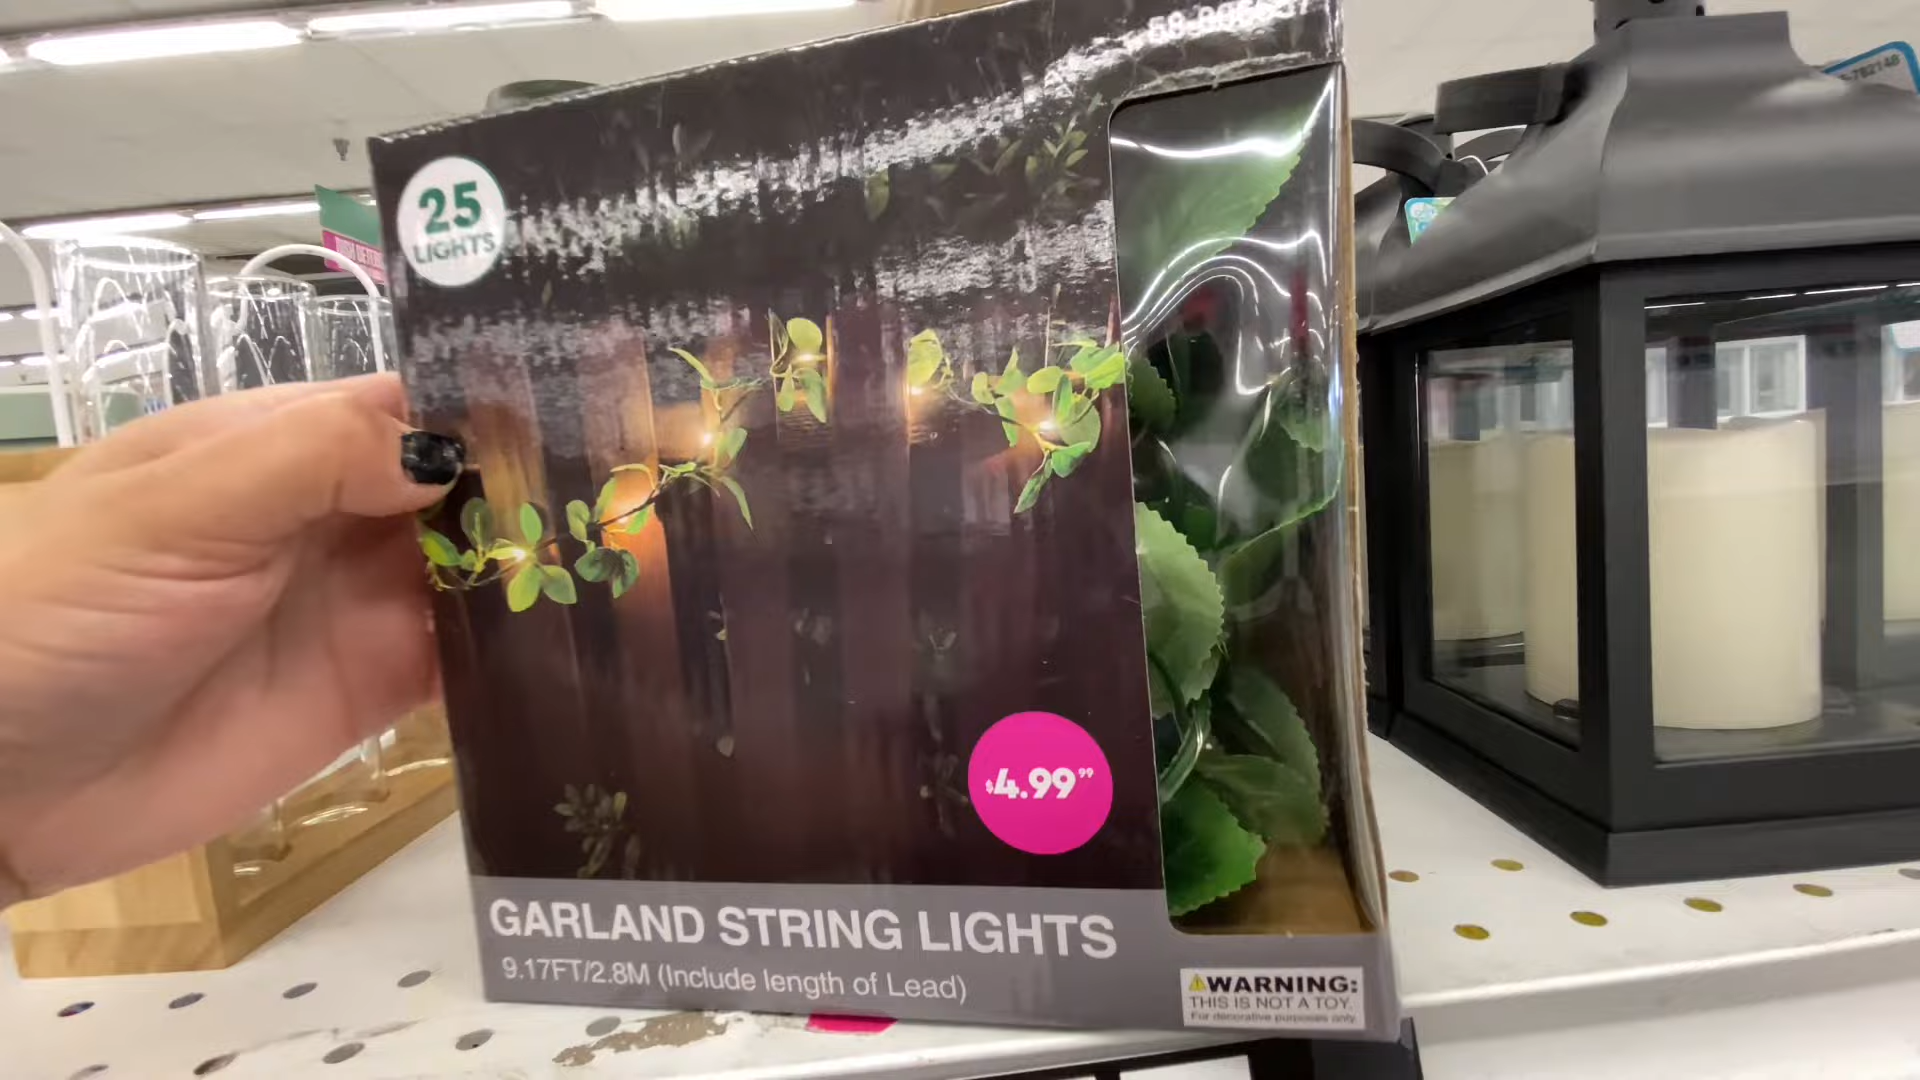 25
LIGHTS
$4.99⁹⁹
GARLAND STRING LIGHTS
9.17FT/2.8M (Include length of Lead)
⚠WARNING:
THIS IS NOT A TOY.
For decorative purposes only.